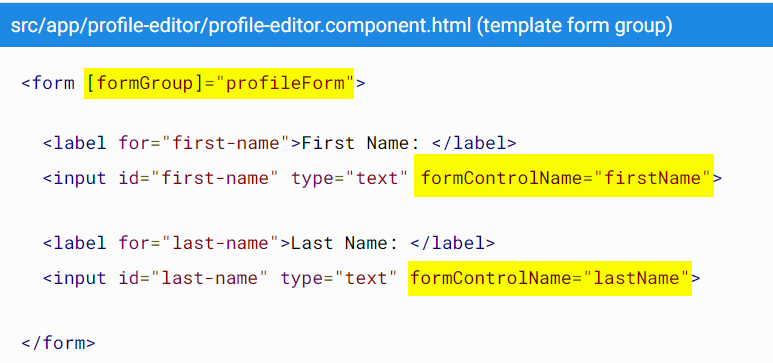 src/app/profile-editor/profile-editor.component.html (template form group)
<form [formGroup]="profileForm">
<label for="first-name">First Name: </label>
<input id="first-name" type="text" formControlName="firstName">
<label for="last-name">Last Name: </label>
<input id="last-name" type="text" formControlName="lastName">
</form>